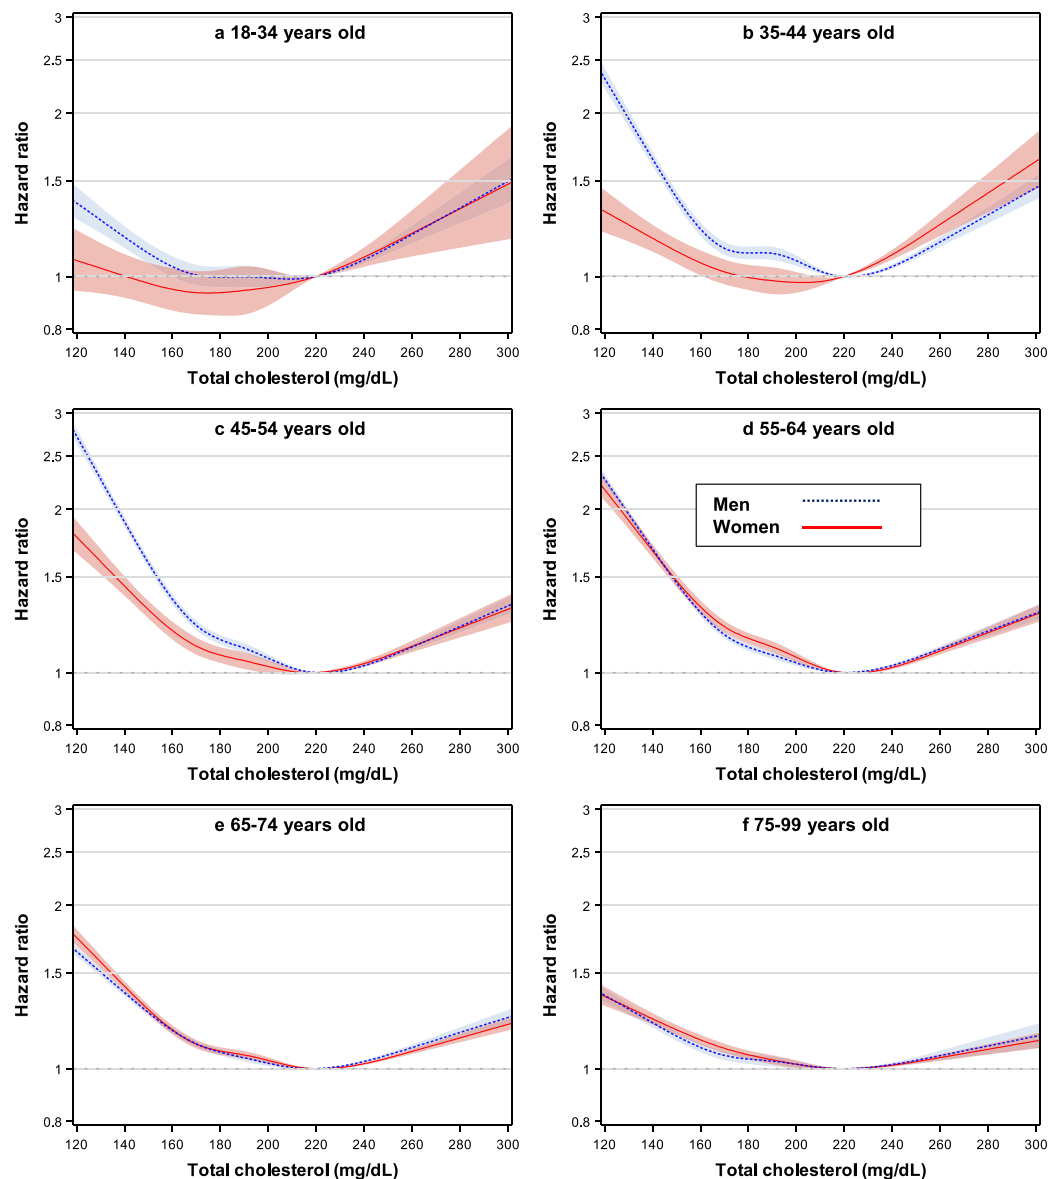 a 18-34 years old
3
2.5
2
1.5
1
0.8
Hazard ratio
120 140 160 180 200 220 240 260 280 300
Total cholesterol (mg/dL)
b 35-44 years old
3
2.5
2
1.5
1
0.8
Hazard ratio
120 140 160 180 200 220 240 260 280 300
Total cholesterol (mg/dL)
c 45-54 years old
3
2.5
2
1.5
1
0.8
Hazard ratio
120 140 160 180 200 220 240 260 280 300
Total cholesterol (mg/dL)
d 55-64 years old
Men
Women
3
2.5
2
1.5
1
0.8
Hazard ratio
120 140 160 180 200 220 240 260 280 300
Total cholesterol (mg/dL)
e 65-74 years old
3
2.5
2
1.5
1
0.8
Hazard ratio
120 140 160 180 200 220 240 260 280 300
Total cholesterol (mg/dL)
f 75-99 years old
3
2.5
2
1.5
1
0.8
Hazard ratio
120 140 160 180 200 220 240 260 280 300
Total cholesterol (mg/dL)